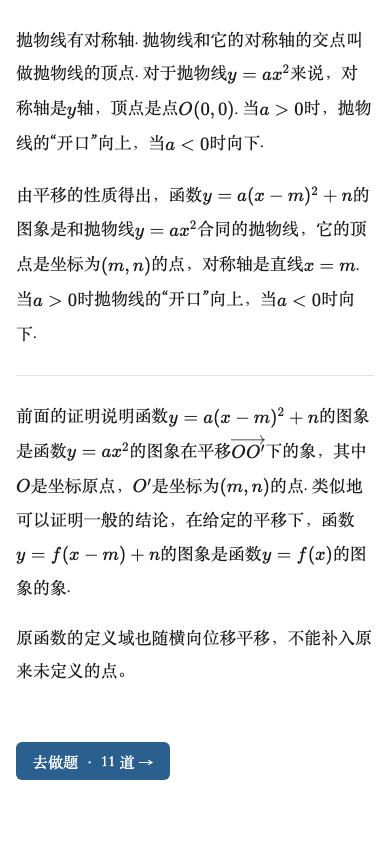 抛物线有对称轴. 抛物线和它的对称轴的交点叫
做抛物线的顶点. 对于抛物线y = ax²来说，对
称轴是y轴，顶点是点O(0, 0). 当a > 0时，抛物
线的“开口”向上，当a < 0时向下.
由平移的性质得出，函数y = a(x − m)² + n的
图象是和抛物线y = ax²合同的抛物线，它的顶
点是坐标为(m, n)的点，对称轴是直线x = m.
当a > 0时抛物线的“开口”向上，当a < 0时向
下.
前面的证明说明函数y = a(x − m)² + n的图象
是函数y = ax²的图象在平移$\overrightarrow{OO'}$下的象，其中
O是坐标原点，O′是坐标为(m, n)的点. 类似地
可以证明一般的结论，在给定的平移下，函数
y = f(x − m) + n的图象是函数y = f(x)的图
象的象.
原函数的定义域也随横向位移平移，不能补入原
来未定义的点。
去做题 · 11 道 →